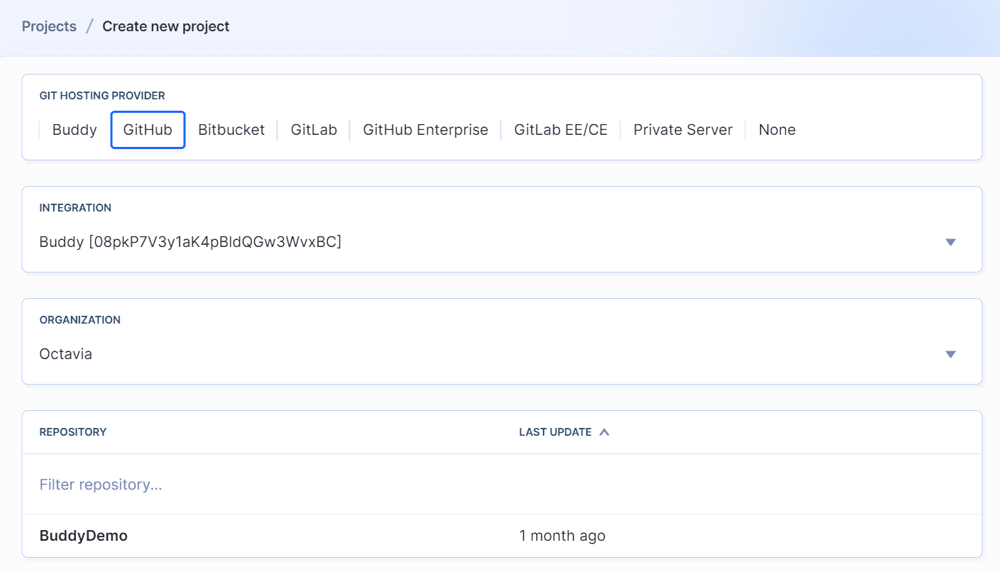 Projects / Create new project
GIT HOSTING PROVIDER
Buddy GitHub Bitbucket GitLab GitHub Enterprise GitLab EE/CE Private Server None
INTEGRATION
Buddy [08pkP7V3y1aK4pBldQGw3WvxBC]
ORGANIZATION
Octavia
REPOSITORY LAST UPDATE
Filter repository...
BuddyDemo 1 month ago